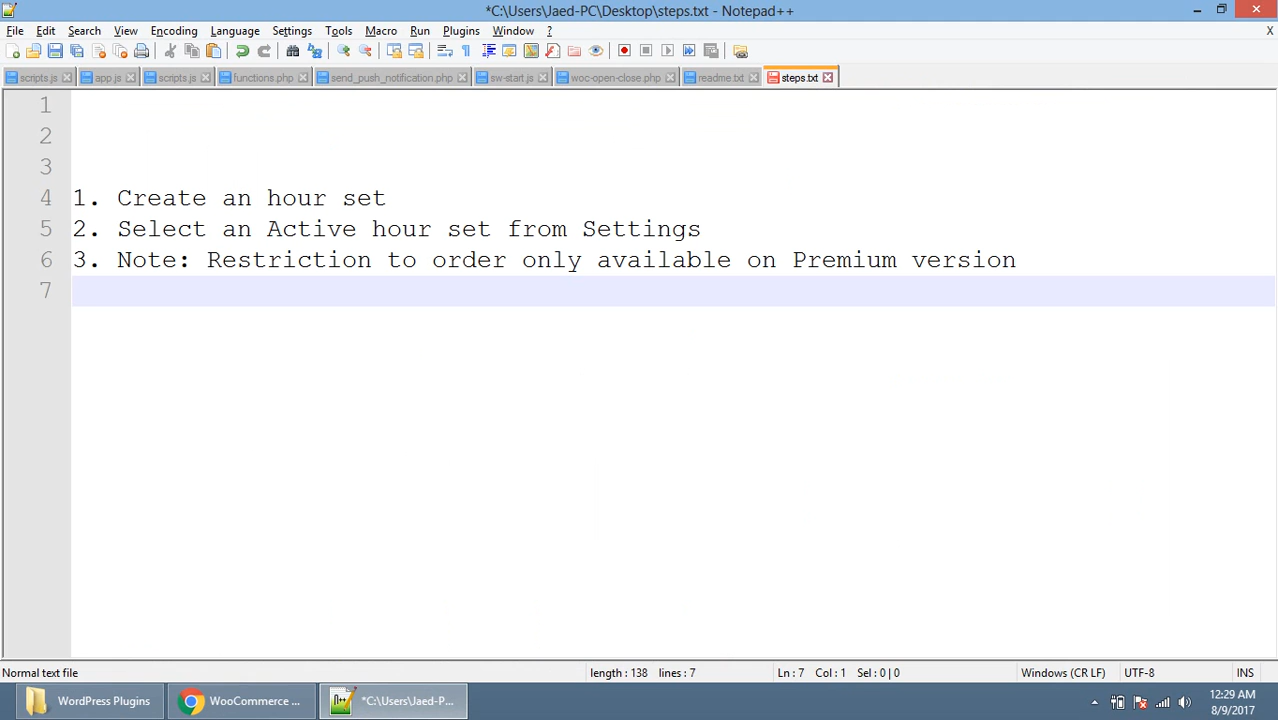 *C:\Users\Jaed-PC\Desktop\steps.txt - Notepad++
File Edit Search View Encoding Language Settings Tools Macro Run Plugins Window ? X
scripts.js app.js scripts.js functions.php send_push_notification.php sw-start.js woc-open-close.php readme.txt steps.txt
1
2
3
4 1. Create an hour set
5 2. Select an Active hour set from Settings
6 3. Note: Restriction to order only available on Premium version
7
Normal text file length : 138 lines : 7 Ln : 7 Col : 1 Sel : 0 | 0 Windows (CR LF) UTF-8 INS
WordPress Plugins WooCommerce ... *C:\Users\Jaed-P... 12:29 AM
8/9/2017